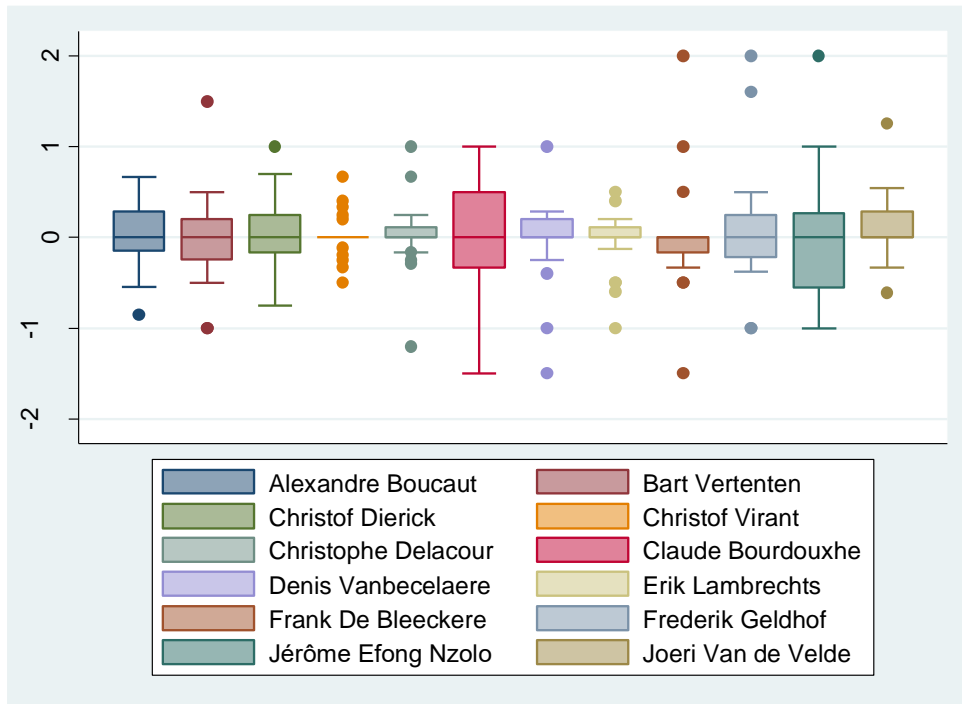 2
1
0
-1
-2
Alexandre Boucaut Bart Vertenten
Christof Dierick Christof Virant
Christophe Delacour Claude Bourdouxhe
Denis Vanbecelaere Erik Lambrechts
Frank De Bleeckere Frederik Geldhof
Jérôme Efong Nzolo Joeri Van de Velde